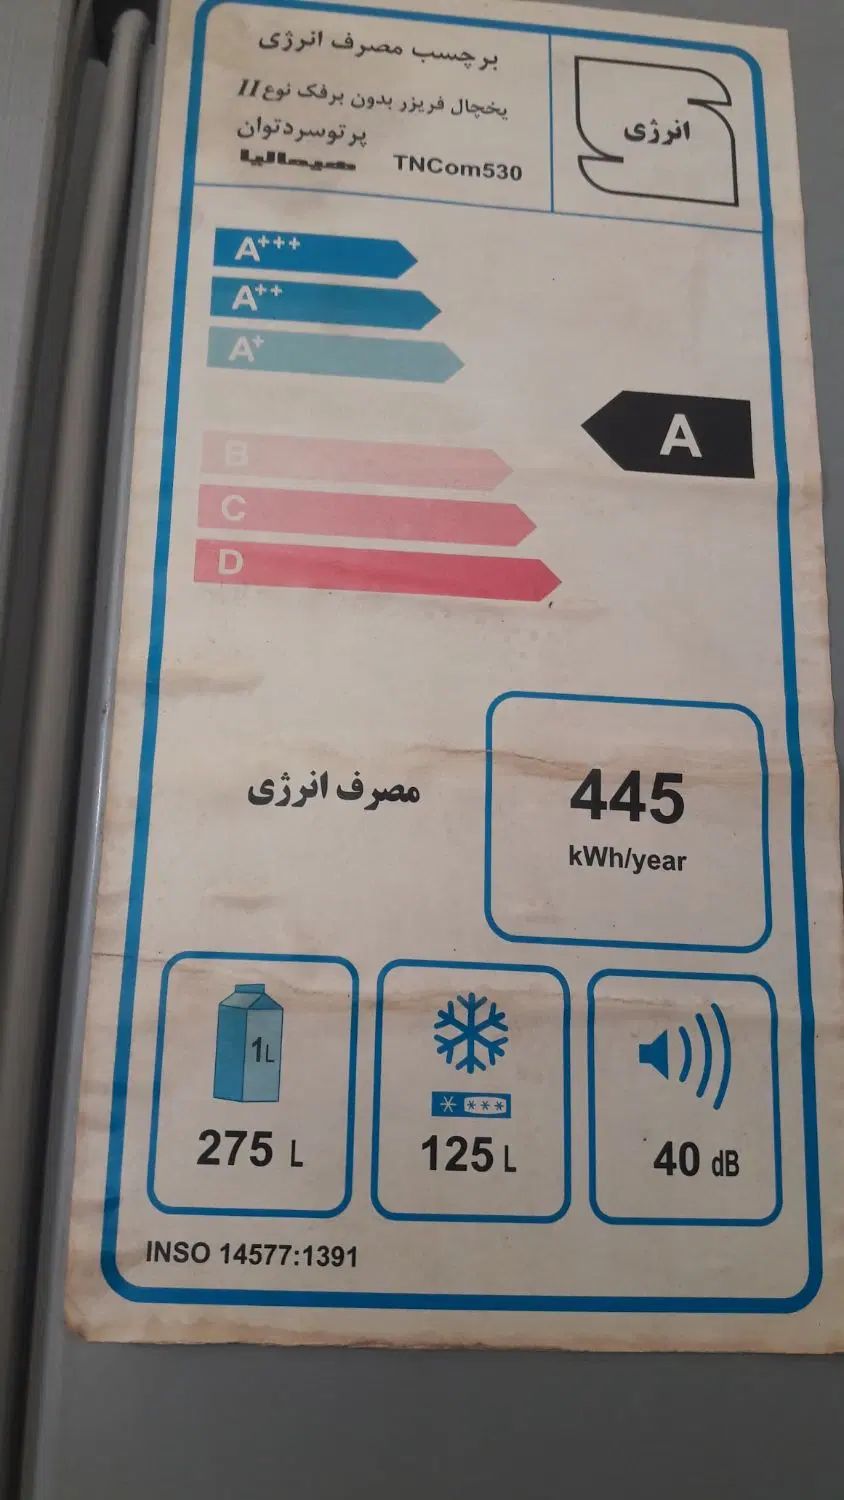 برچسب مصرف انرژی
یخچال فریزر بدون برفک نوع II
پرتوسردتوان
هیمالیا TNCom530
انرژی
A+++
A++
A+
A
B
C
D
مصرف انرژی
445
kWh/year
1L
275 L
125 L
40 dB
INSO 14577:1391